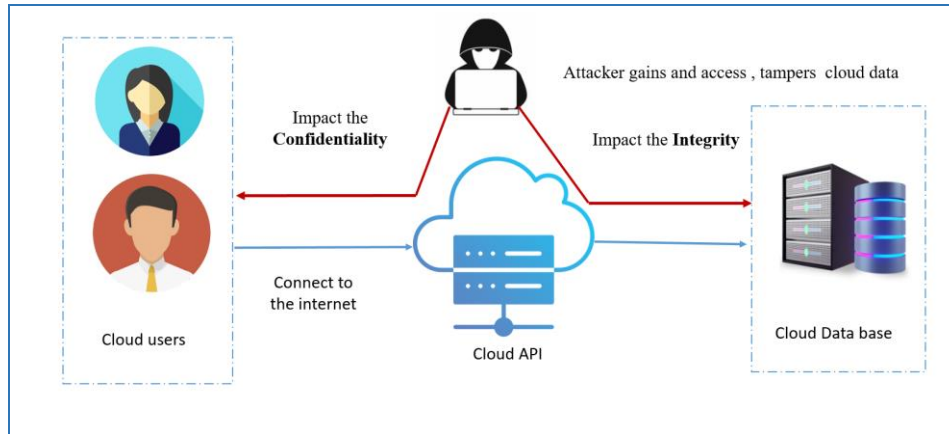 Attacker gains and access , tampers cloud data
Impact the
Confidentiality
Impact the Integrity
Connect to
the internet
Cloud users
Cloud API
Cloud Data base